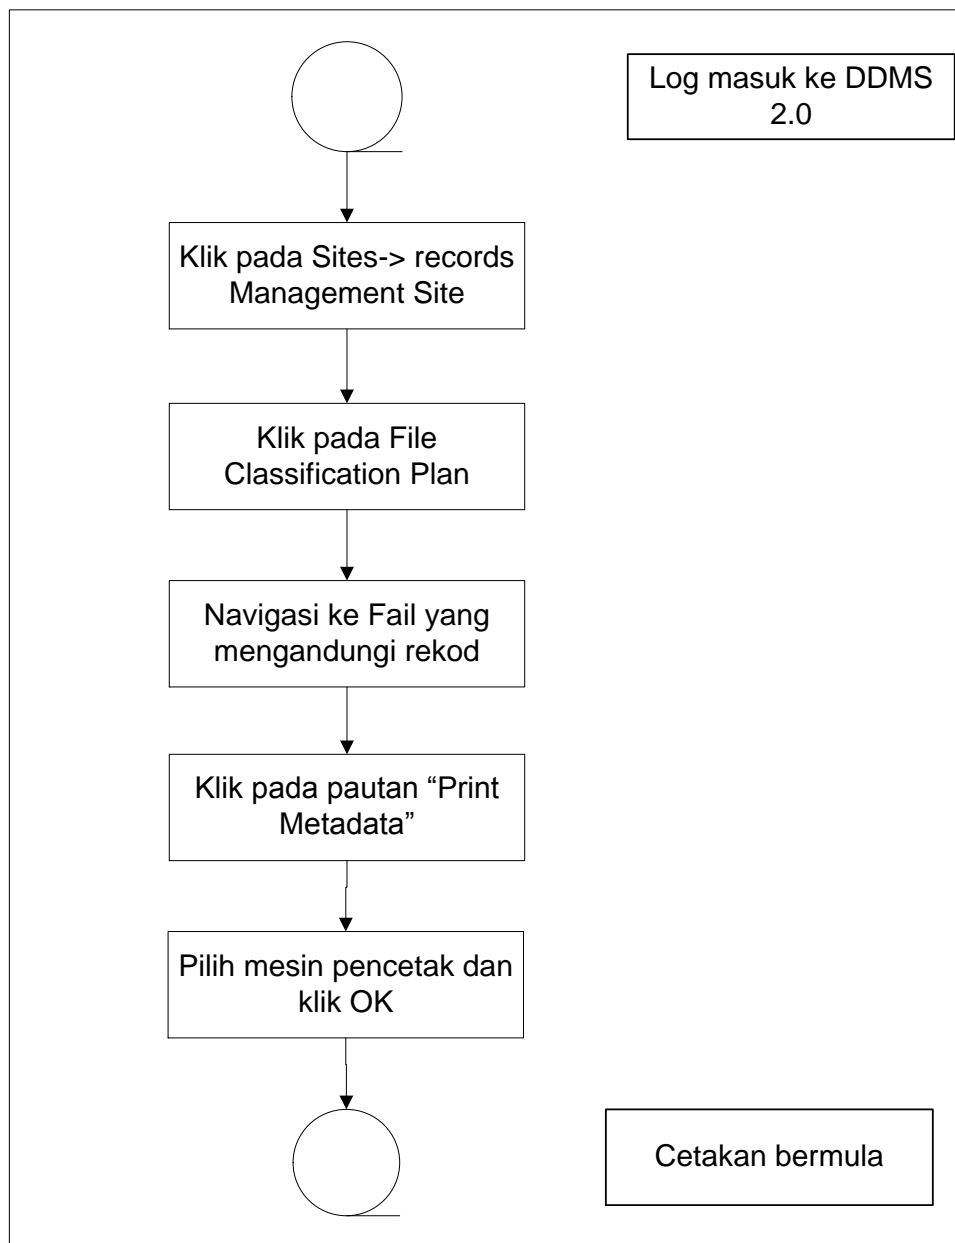 Log masuk ke DDMS
2.0
Klik pada Sites-> records
Management Site
Klik pada File
Classification Plan
Navigasi ke Fail yang
mengandungi rekod
Klik pada pautan “Print
Metadata”
Pilih mesin pencetak dan
klik OK
Cetakan bermula